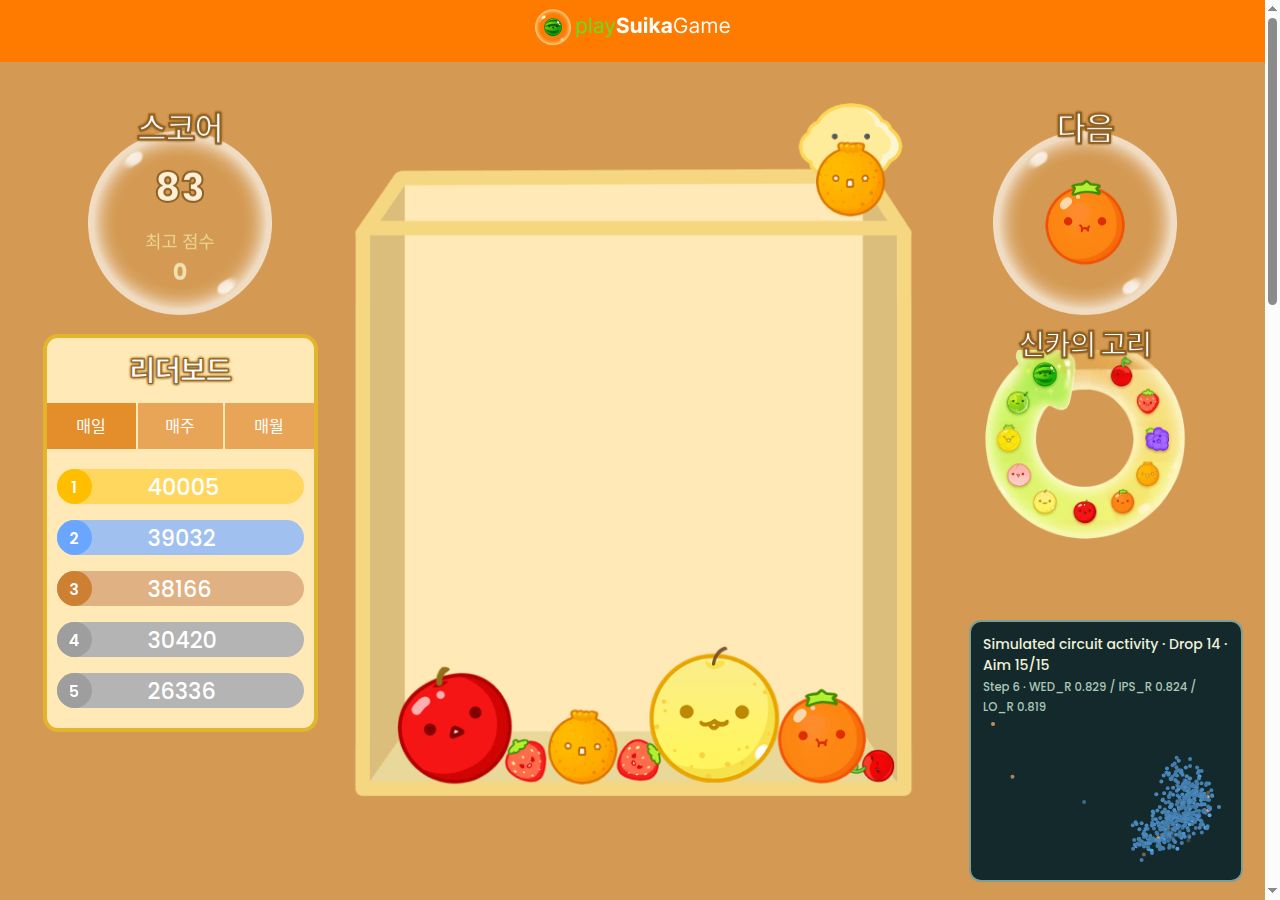 playSuikaGame
스코어
83
최고 점수
0
리더보드
매일 매주 매월
1 40005
2 39032
3 38166
4 30420
5 26336
다음
신카의 고리
Simulated circuit activity · Drop 14 ·
Aim 15/15
Step 6 · WED_R 0.829 / IPS_R 0.824 /
LO_R 0.819